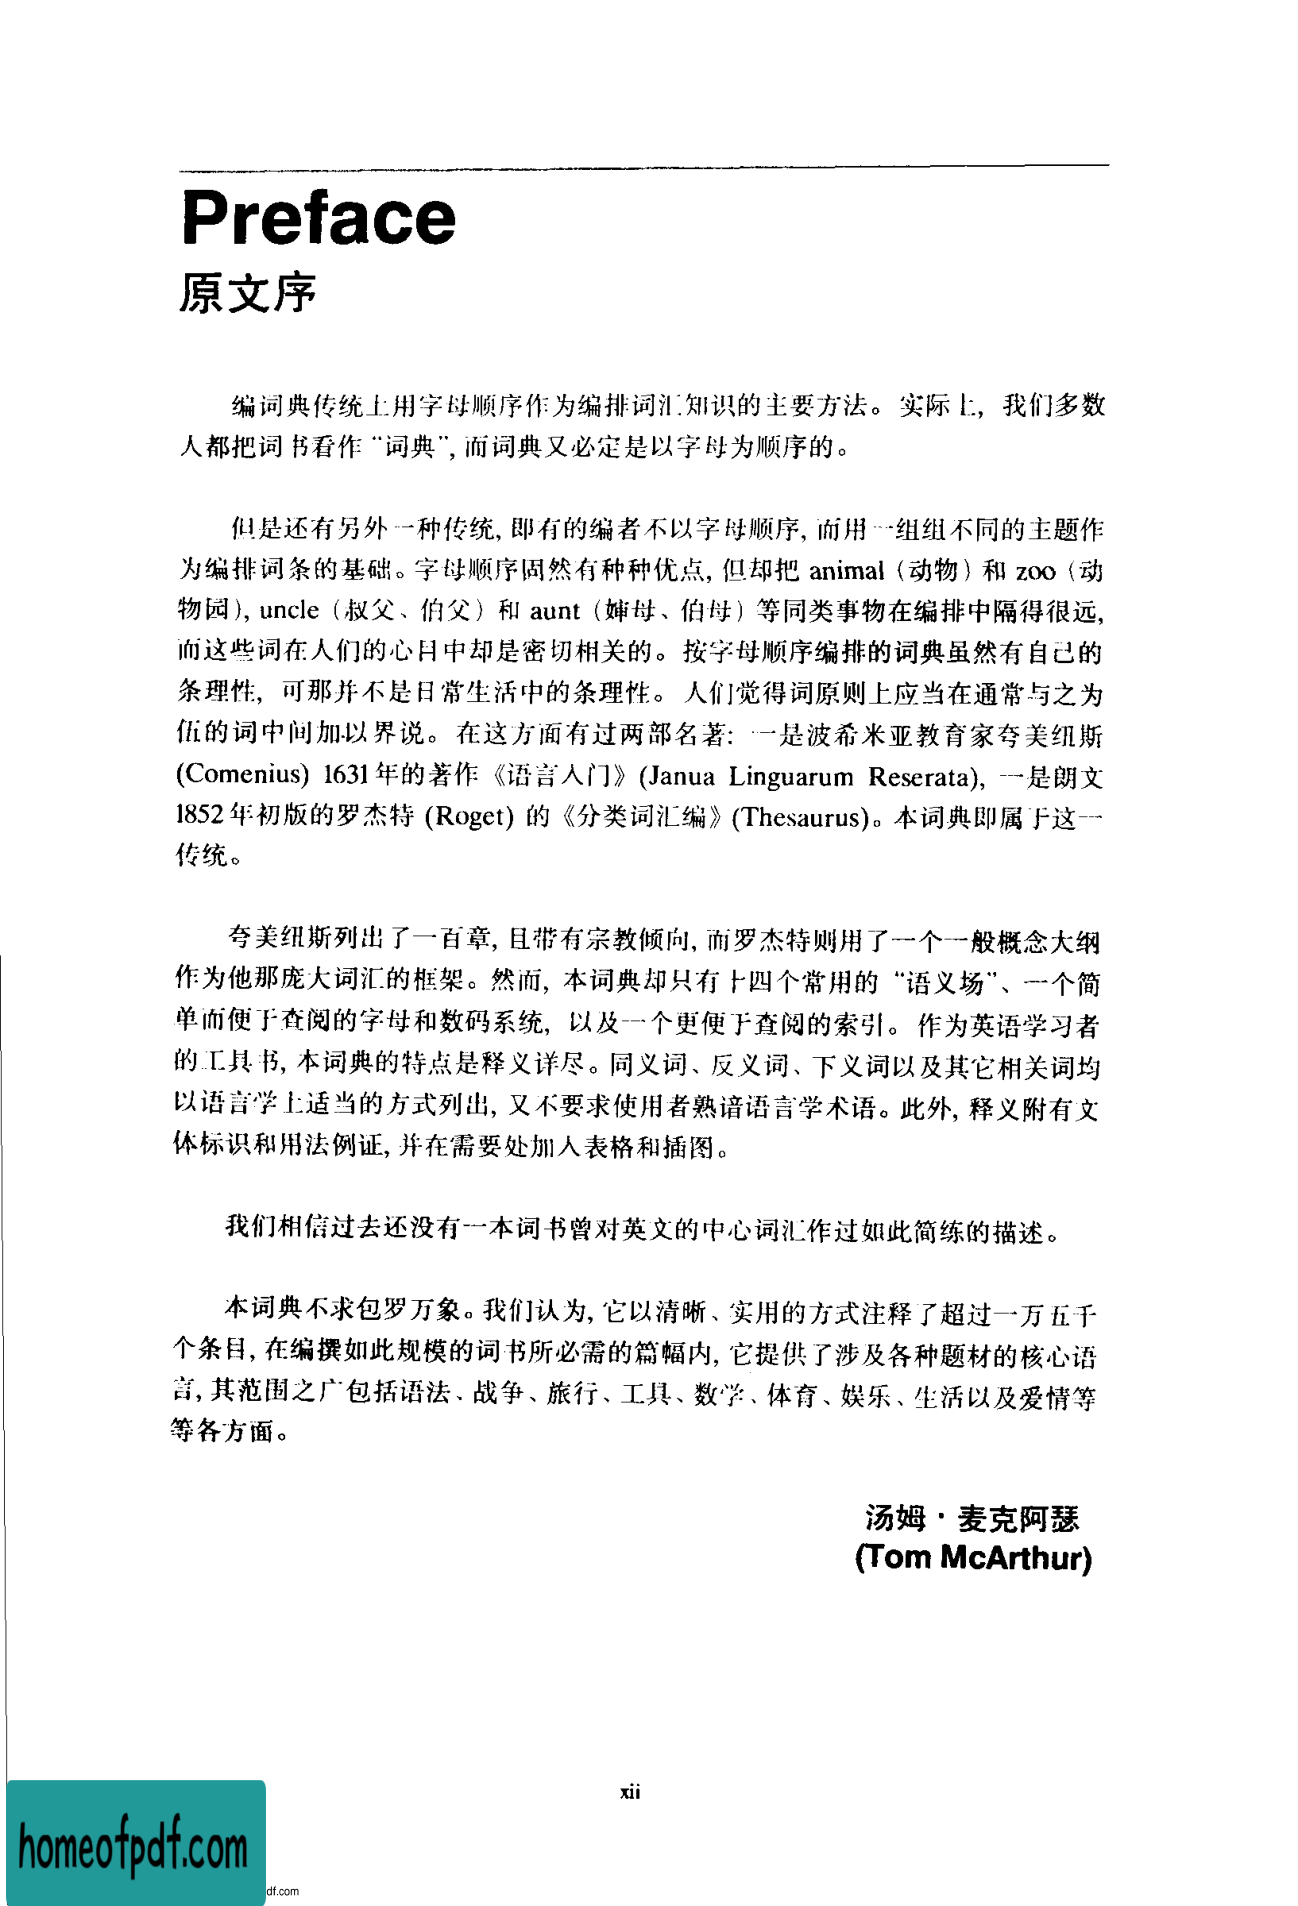 Preface
原文序
编词典传统上用字母顺序作为编排词汇知识的主要方法。实际上, 我们多数
人都把词书看作 “词典”, 而词典又必定是以字母为顺序的。
但是还有另外一种传统, 即有的编者不以字母顺序, 而用一组组不同的主题作
为编排词条的基础。字母顺序固然有种种优点, 但却把 animal (动物) 和 zoo (动
物园), uncle (叔父、伯父) 和 aunt (婶母、伯母) 等同类事物在编排中隔得很远,
而这些词在人们的心目中却是密切相关的。按字母顺序编排的词典虽然有自己的
条理性, 可那并不是日常生活中的条理性。人们觉得词原则上应当在通常与之为
伍的词中间加以界说。在这方面有过两部名著: 一是波希米亚教育家夸美纽斯
(Comenius) 1631年的著作《语言入门》(Janua Linguarum Reserata), 一是朗文
1852年初版的罗杰特 (Roget) 的《分类词汇编》(Thesaurus)。本词典即属于这一
传统。
夸美纽斯列出了一百章, 且带有宗教倾向, 而罗杰特则用了一个一般概念大纲
作为他那庞大词汇的框架。然而, 本词典却只有十四个常用的 “语义场”、一个简
单而便于查阅的字母和数码系统, 以及一个更便于查阅的索引。作为英语学习者
的工具书, 本词典的特点是释义详尽。同义词、反义词、下义词以及其它相关词均
以语言学上适当的方式列出, 又不要求使用者熟谙语言学术语。此外, 释义附有文
体标识和用法例证, 并在需要处加入表格和插图。
我们相信过去还没有一本词书曾对英文的中心词汇作过如此简练的描述。
本词典不求包罗万象。我们认为, 它以清晰、实用的方式注释了超过一万五千
个条目, 在编撰如此规模的词书所必需的篇幅内, 它提供了涉及各种题材的核心语
言, 其范围之广包括语法、战争、旅行、工具、数学、体育、娱乐、生活以及爱情等
等各方面。
汤姆·麦克阿瑟
(Tom McArthur)
xii
homeofpdf.com
df.com